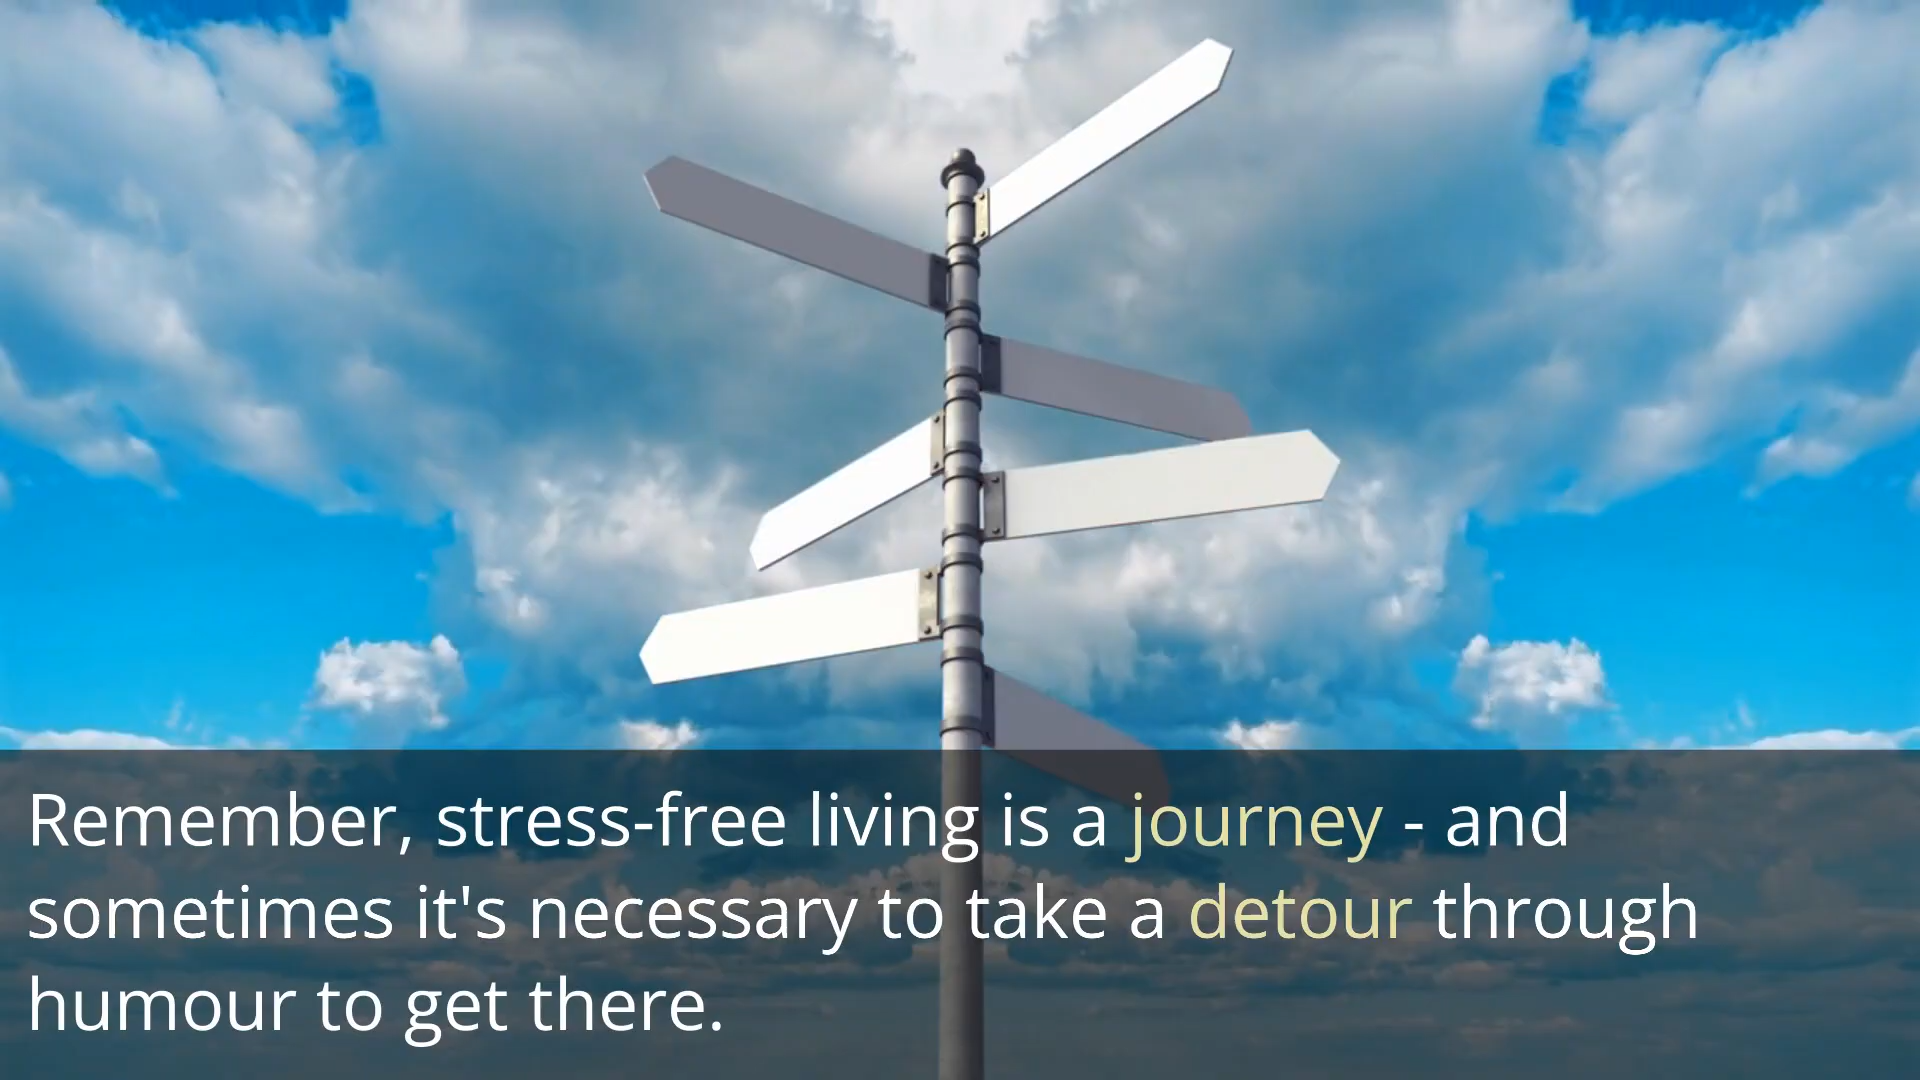 Remember, stress-free living is a journey - and
sometimes it's necessary to take a detour through
humour to get there.